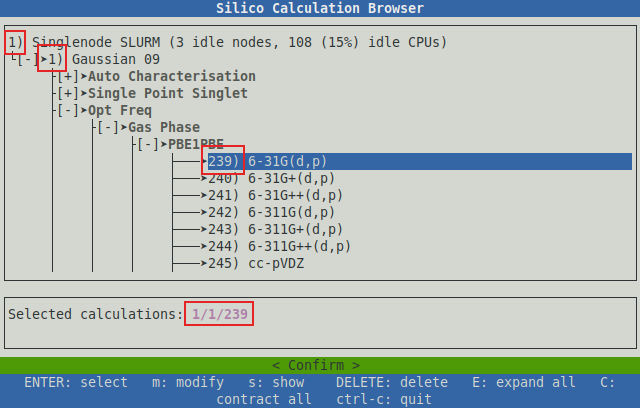 Silico Calculation Browser
1) Singlenode SLURM (3 idle nodes, 108 (15%) idle CPUs)
[-]➤1) Gaussian 09
[+]➤Auto Characterisation
[+]➤Single Point Singlet
[-]➤Opt Freq
[-]➤Gas Phase
[-]➤PBE1PBE
➤239) 6-31G(d,p)
➤240) 6-31G+(d,p)
➤241) 6-31G++(d,p)
➤242) 6-311G(d,p)
➤243) 6-311G+(d,p)
➤244) 6-311G++(d,p)
➤245) cc-pVDZ
Selected calculations: 1/1/239
< Confirm >
ENTER: select m: modify s: show DELETE: delete E: expand all C:
contract all ctrl-c: quit